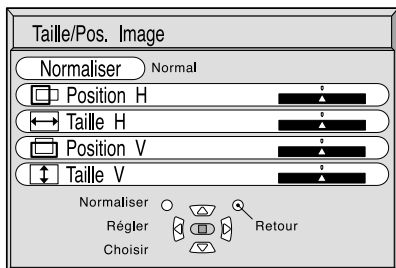 Taille/Pos. Image
Normaliser Normal
Position H
Taille H
Position V
Taille V
Normaliser
Régler Retour
Choisir